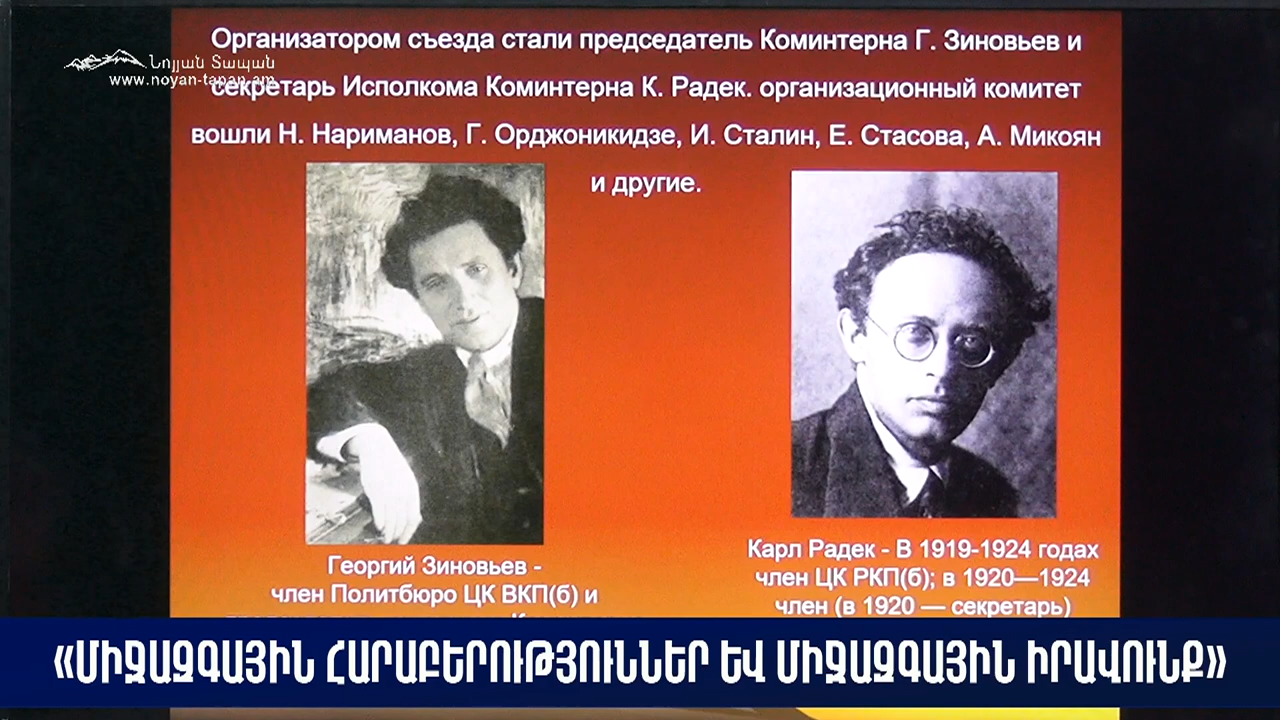 Организатором съезда стали председатель Коминтерна Г. Зиновьев и
Նոյյան Տապան
www.noyan-tapan.am
секретарь Исполкома Коминтерна К. Радек. организационный комитет
вошли Н. Нариманов, Г. Орджоникидзе, И. Сталин, Е. Стасова, А. Микоян
и другие.
Георгий Зиновьев -
член Политбюро ЦК ВКП(б) и
Карл Радек - В 1919-1924 годах
член ЦК РКП(б); в 1920—1924
член (в 1920 — секретарь)
«ՄԻՋԱԶԳԱՅԻՆ ՀԱՐԱԲԵՐՈՒԹՅՈՒՆՆԵՐ ԵՎ ՄԻՋԱԶԳԱՅԻՆ ԻՐԱՎՈՒՆՔ»